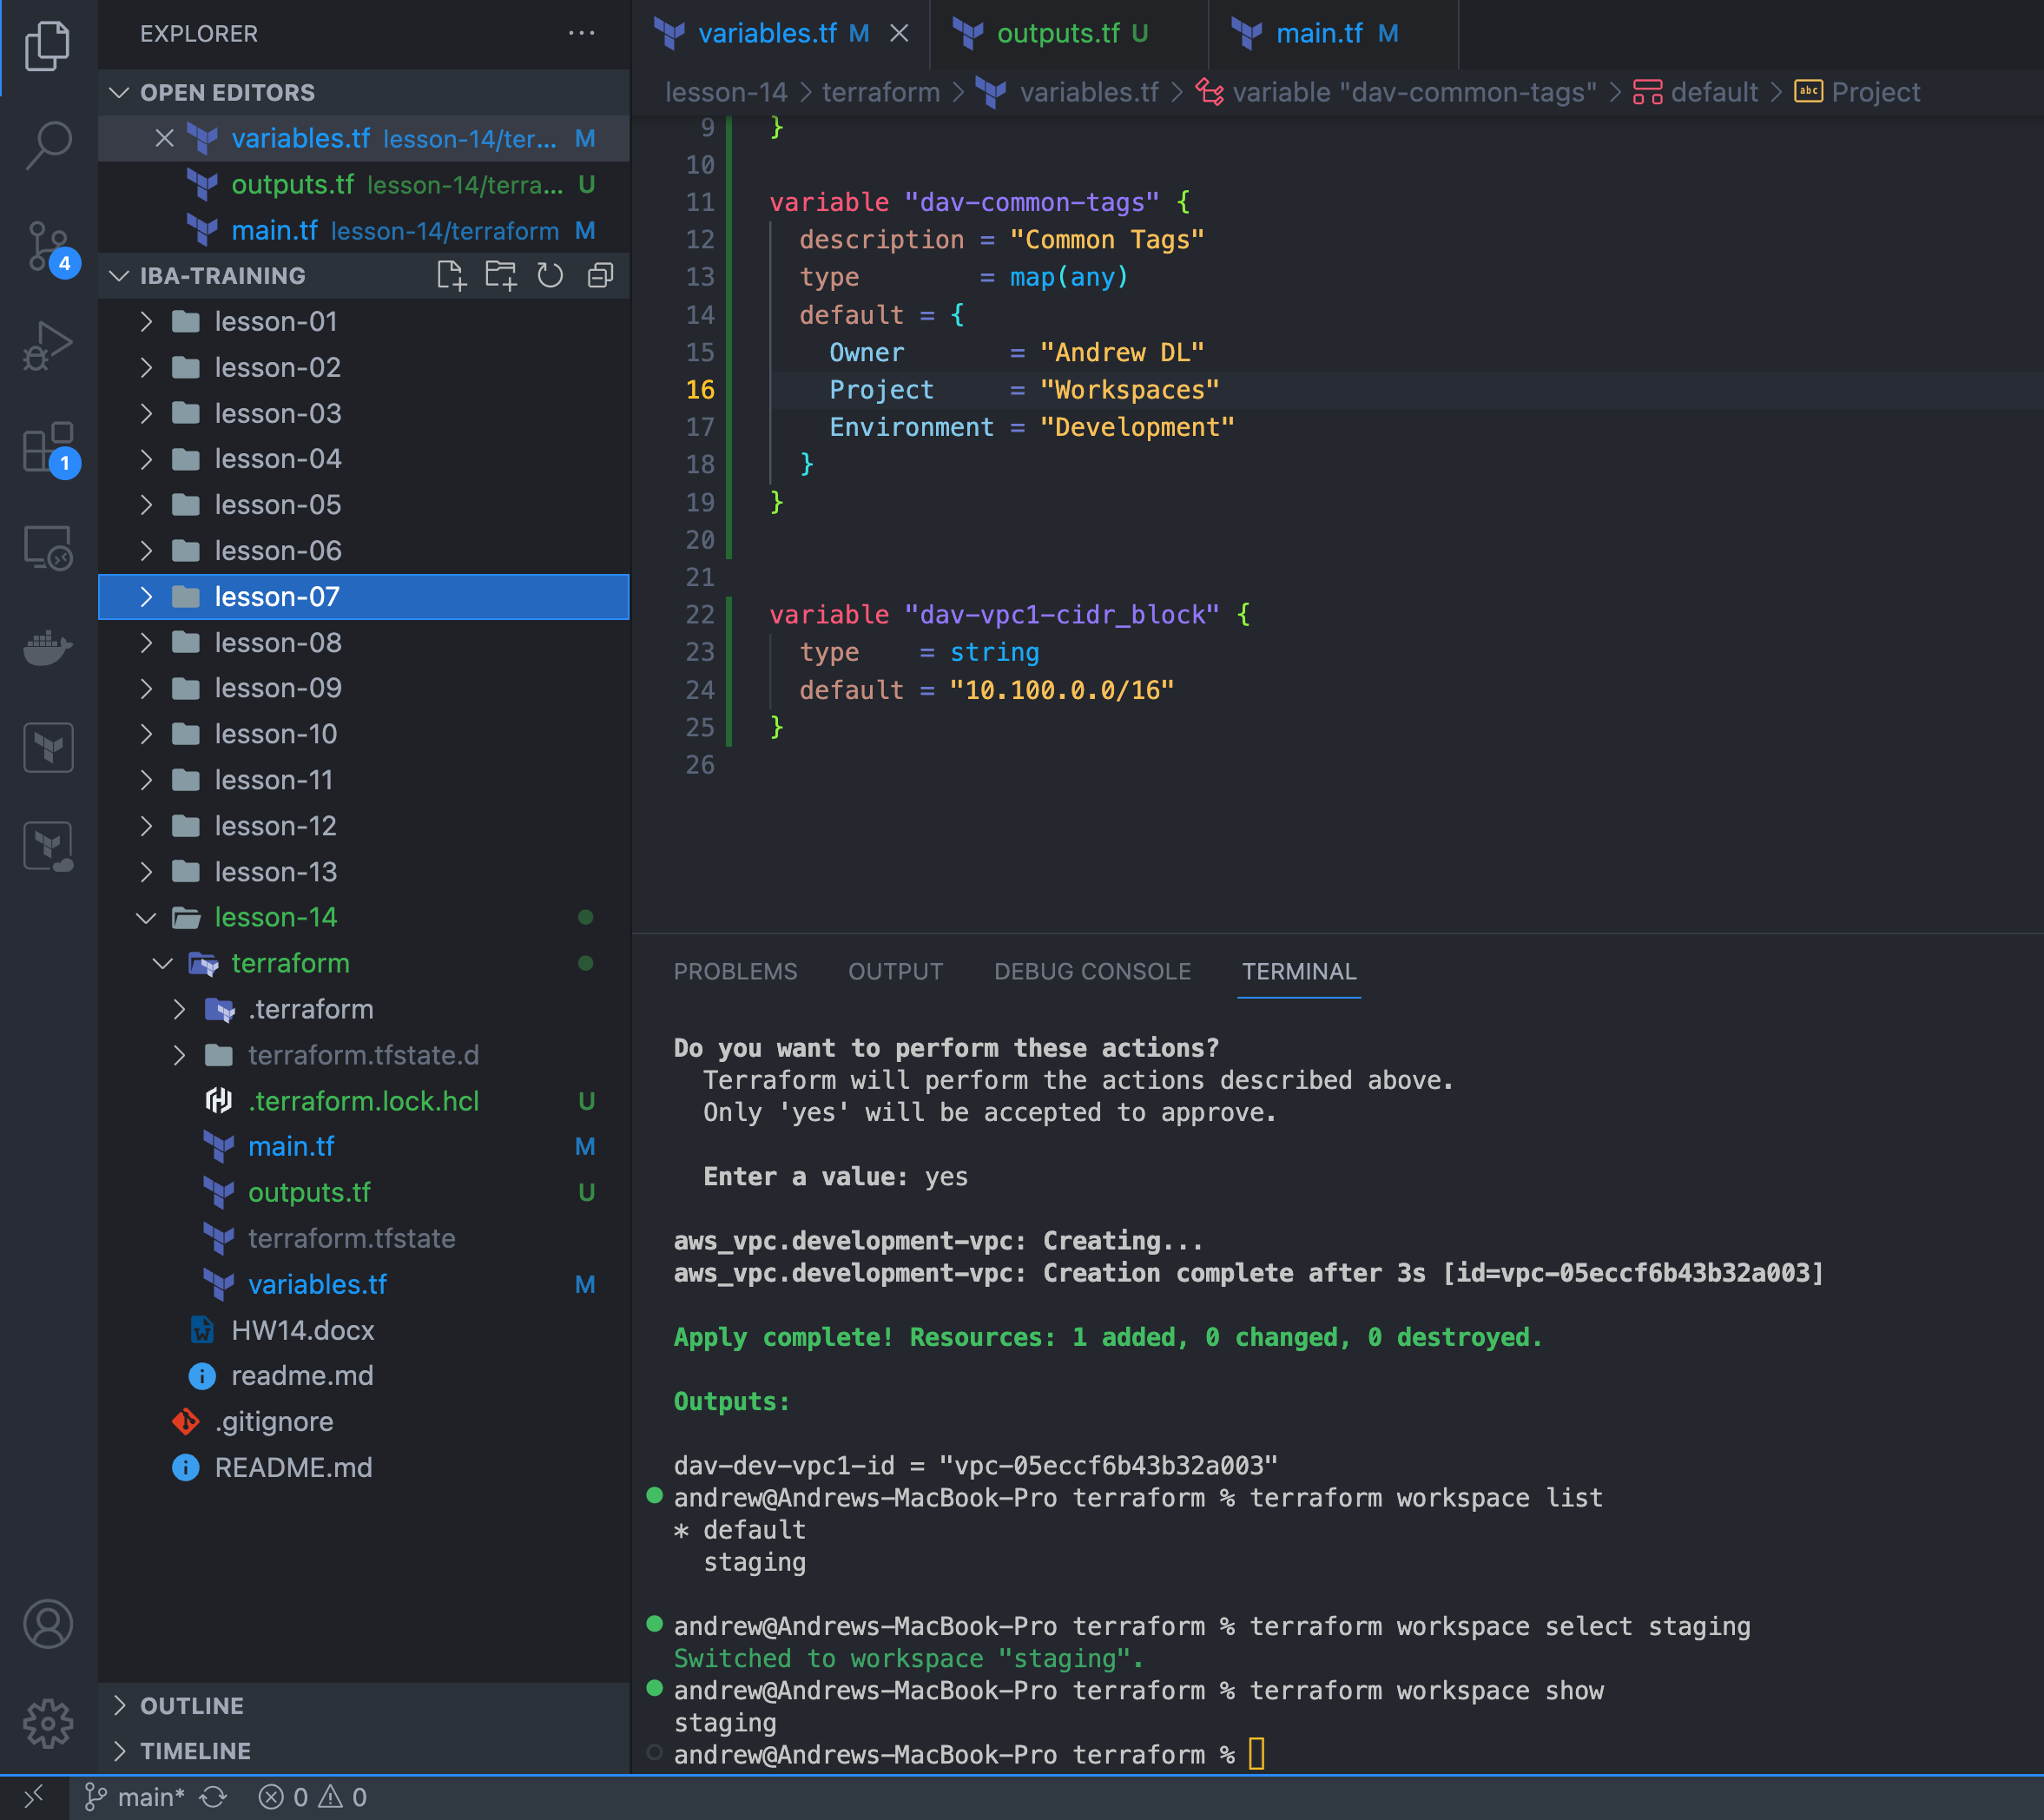 EXPLORER
OPEN EDITORS
variables.tf lesson-14/ter... M
outputs.tf lesson-14/terra... U
main.tf lesson-14/terraform M
IBA-TRAINING
lesson-01
lesson-02
lesson-03
lesson-04
lesson-05
lesson-06
lesson-07
lesson-08
lesson-09
lesson-10
lesson-11
lesson-12
lesson-13
lesson-14
terraform
.terraform
terraform.tfstate.d
.terraform.lock.hcl U
main.tf M
outputs.tf U
terraform.tfstate
variables.tf M
HW14.docx
readme.md
.gitignore
README.md
OUTLINE
TIMELINE
4
1
variables.tf M
outputs.tf U
main.tf M
lesson-14 > terraform > variables.tf > variable "dav-common-tags" > default > abc Project
9 }
10
11 variable "dav-common-tags" {
12 description = "Common Tags"
13 type = map(any)
14 default = {
15 Owner = "Andrew DL"
16 Project = "Workspaces"
17 Environment = "Development"
18 }
19 }
20
21
22 variable "dav-vpc1-cidr_block" {
23 type = string
24 default = "10.100.0.0/16"
25 }
26
PROBLEMS OUTPUT DEBUG CONSOLE TERMINAL
Do you want to perform these actions?
Terraform will perform the actions described above.
Only 'yes' will be accepted to approve.
Enter a value: yes
aws_vpc.development-vpc: Creating...
aws_vpc.development-vpc: Creation complete after 3s [id=vpc-05eccf6b43b32a003]
Apply complete! Resources: 1 added, 0 changed, 0 destroyed.
Outputs:
dav-dev-vpc1-id = "vpc-05eccf6b43b32a003"
andrew@Andrews-MacBook-Pro terraform % terraform workspace list
* default
staging
andrew@Andrews-MacBook-Pro terraform % terraform workspace select staging
Switched to workspace "staging".
andrew@Andrews-MacBook-Pro terraform % terraform workspace show
staging
andrew@Andrews-MacBook-Pro terraform %
main* 0 0